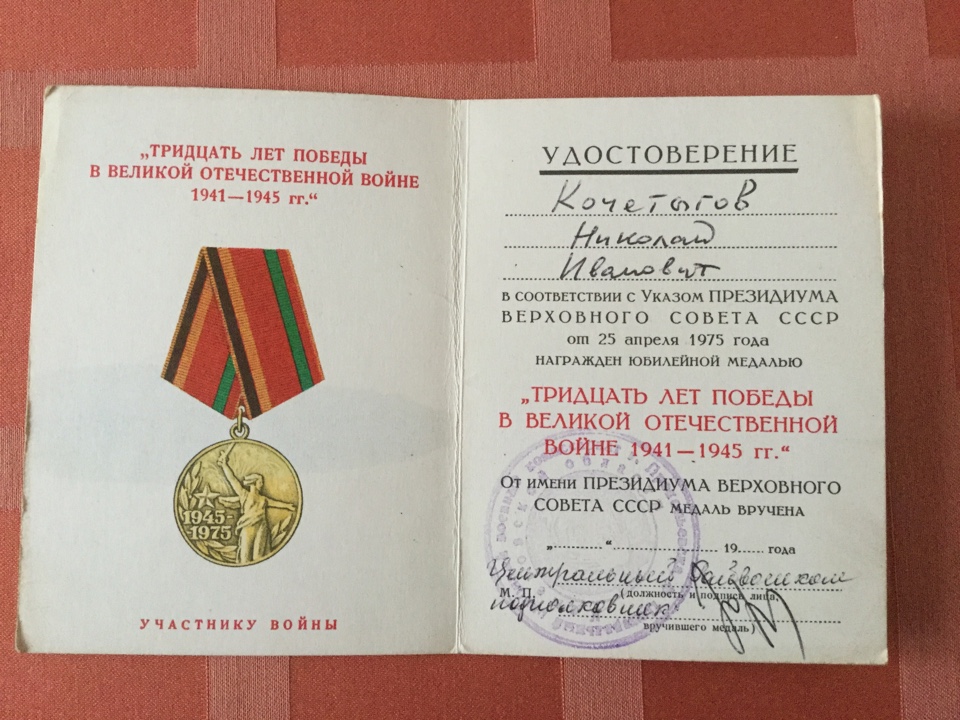 „ТРИДЦАТЬ ЛЕТ ПОБЕДЫ
В ВЕЛИКОЙ ОТЕЧЕСТВЕННОЙ ВОЙНЕ
1941—1945 гг.“
1945-
-1975
УЧАСТНИКУ ВОЙНЫ
УДОСТОВЕРЕНИЕ
Кочетыгов
Николай
Иванович
в соответствии с Указом ПРЕЗИДИУМА
ВЕРХОВНОГО СОВЕТА СССР
от 25 апреля 1975 года
НАГРАЖДЕН ЮБИЛЕЙНОЙ МЕДАЛЬЮ
„ТРИДЦАТЬ ЛЕТ ПОБЕДЫ
В ВЕЛИКОЙ ОТЕЧЕСТВЕННОЙ
ВОЙНЕ 1941—1945 гг.“
От имени ПРЕЗИДИУМА ВЕРХОВНОГО
СОВЕТА СССР МЕДАЛЬ ВРУЧЕНА
„.........“..................... 19...... года
Центральный Райвоенком
М. П. (должность и подпись лица,
подполковник
вручившего медаль)